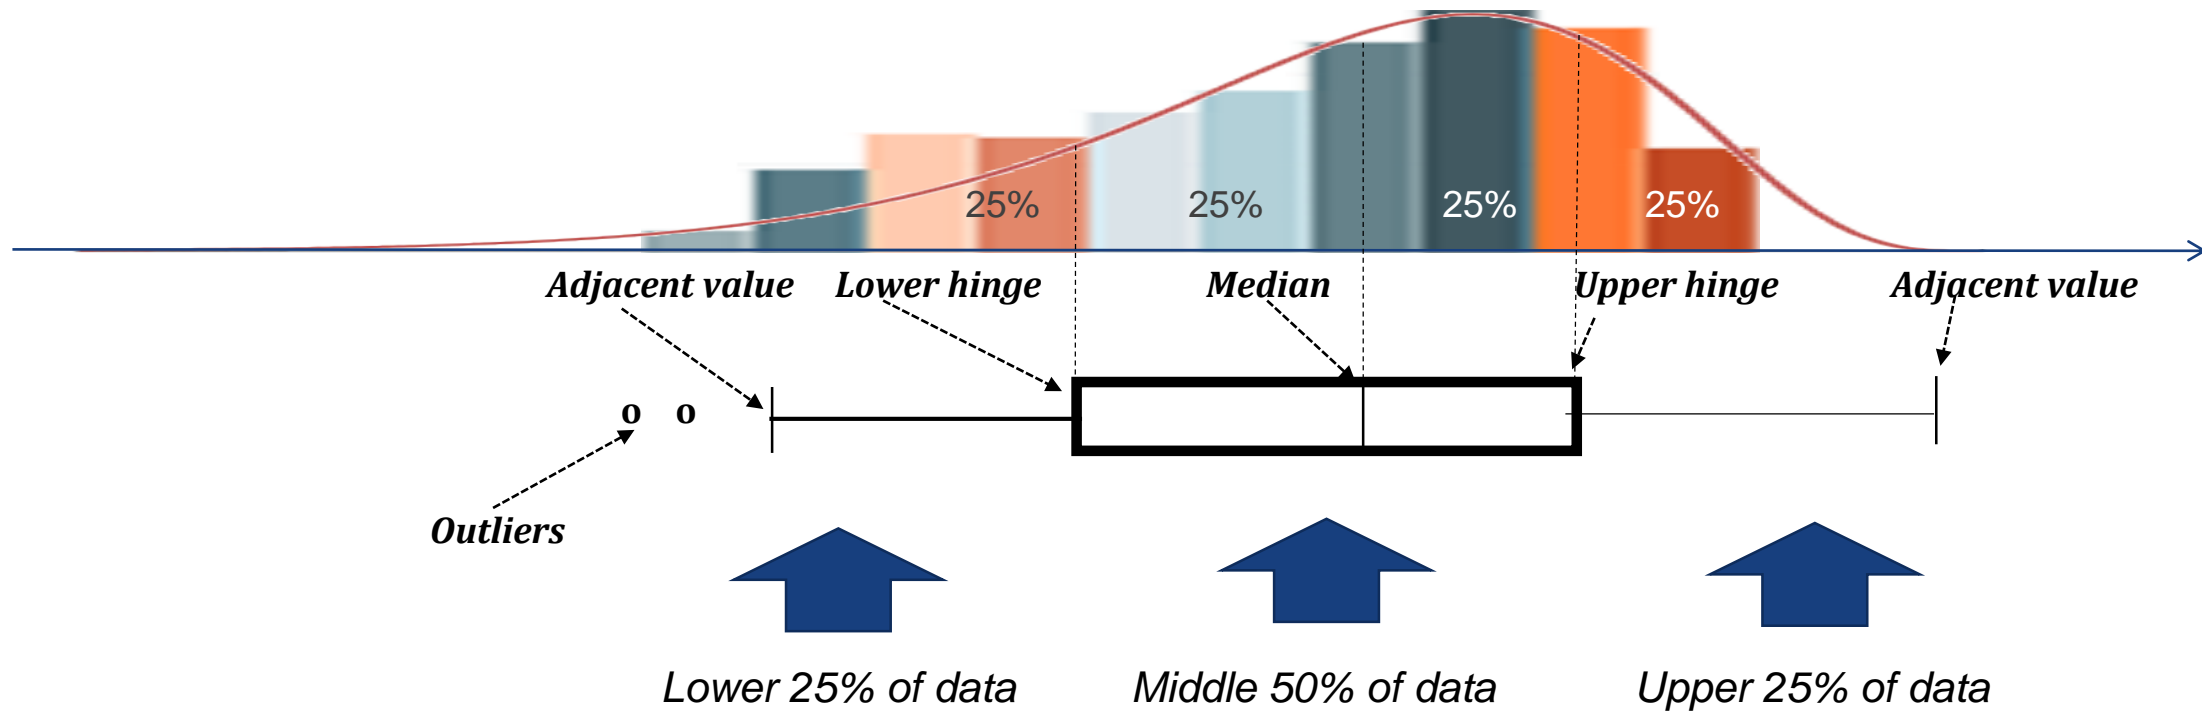 25% 25% 25% 25%
Adjacent value Lower hinge Median Upper hinge Adjacent value
o o
Outliers
Lower 25% of data Middle 50% of data Upper 25% of data